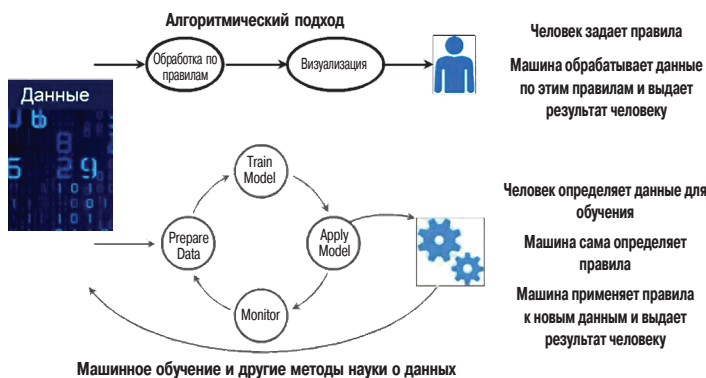 Алгоритмический подход
Обработка по
правилам
Визуализация
Человек задает правила
Машина обрабатывает данные
по этим правилам и выдает
результат человеку
Данные
Train
Model
Prepare
Data
Apply
Model
Monitor
Человек определяет данные для
обучения
Машина сама определяет
правила
Машина применяет правила
к новым данным и выдает
результат человеку
Машинное обучение и другие методы науки о данных